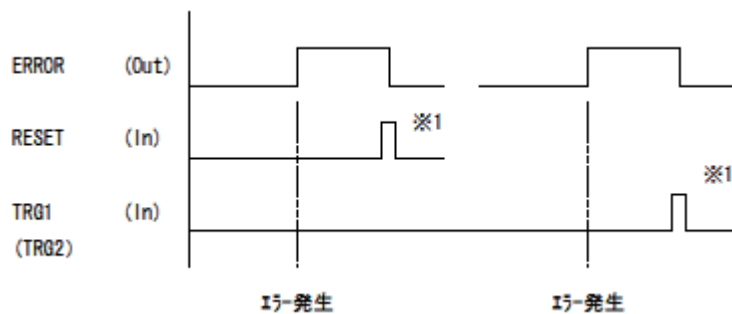 ERROR (Out)
RESET (In) ※1
※1
TRG1 (In)
(TRG2)
ｴﾗｰ発生 ｴﾗｰ発生